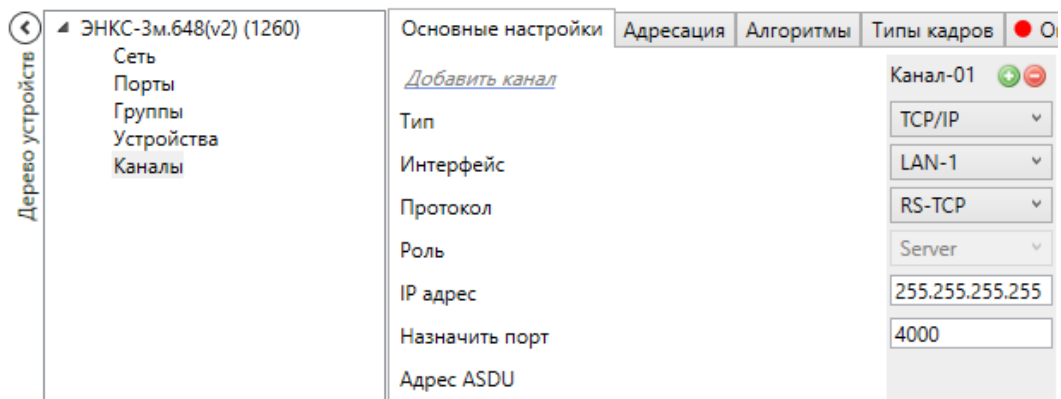 Дерево устройств
ЭНКС-3м.648(v2) (1260)
Сеть
Порты
Группы
Устройства
Каналы
Основные настройки Адресация Алгоритмы Типы кадров
Добавить канал Канал-01
Тип TCP/IP
Интерфейс LAN-1
Протокол RS-TCP
Роль Server
IP адрес 255.255.255.255
Назначить порт 4000
Адрес ASDU